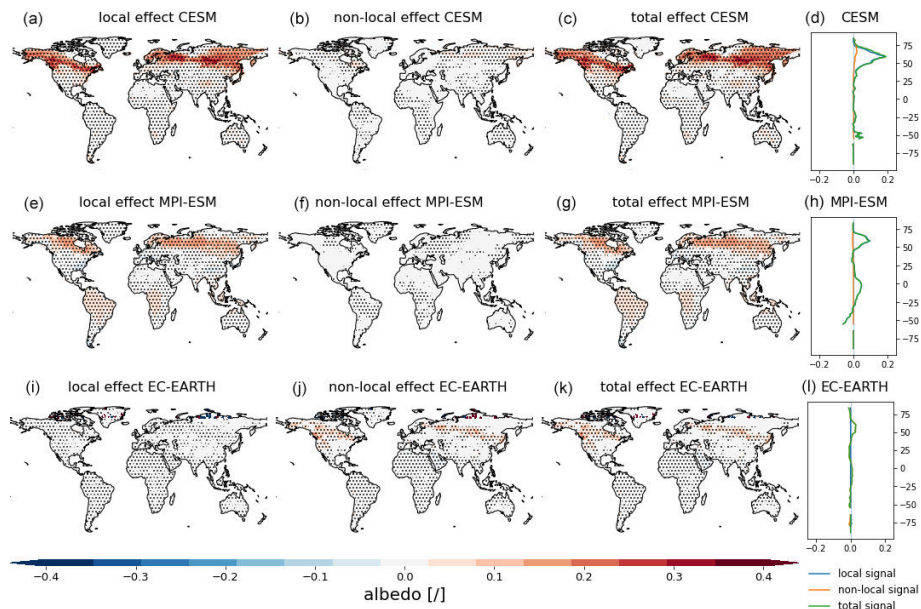 (a) local effect CESM
(b) non-local effect CESM
(c) total effect CESM
(d) CESM
75
50
25
0
−25
−50
−75
−0.2 0.0 0.2
(e) local effect MPI-ESM
(f) non-local effect MPI-ESM
(g) total effect MPI-ESM
(h) MPI-ESM
75
50
25
0
−25
−50
−75
−0.2 0.0 0.2
(i) local effect EC-EARTH
(j) non-local effect EC-EARTH
(k) total effect EC-EARTH
(l) EC-EARTH
75
50
25
0
−25
−50
−75
−0.2 0.0 0.2
−0.4 −0.3 −0.2 −0.1 0.0 0.1 0.2 0.3 0.4
albedo [/]
local signal
non-local signal
total signal